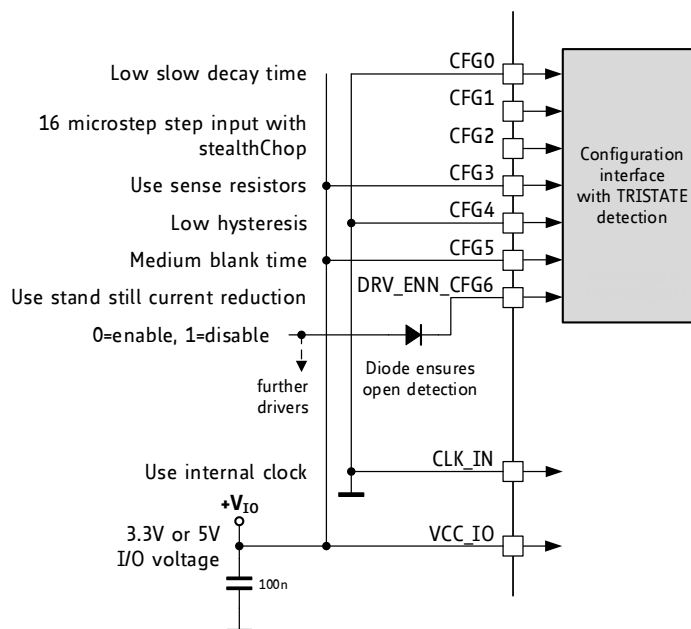 Low slow decay time
CFG0
CFG1
16 microstep step input with
stealthChop
CFG2
Use sense resistors
CFG3
Low hysteresis
CFG4
Medium blank time
CFG5
Use stand still current reduction
DRV_ENN_CFG6
0=enable, 1=disable
Configuration
interface
with TRISTATE
detection
further
drivers
Diode ensures
open detection
Use internal clock
CLK_IN
+VIO
3.3V or 5V
I/O voltage
VCC_IO
100n